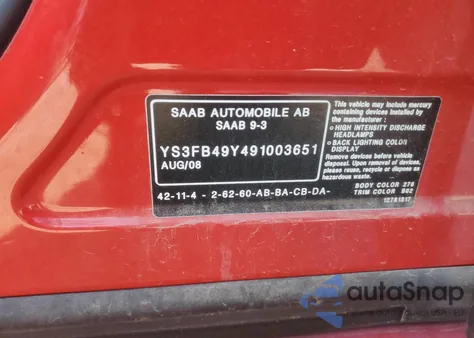 SAAB AUTOMOBILE AB
SAAB 9-3
YS3FB49Y491003651
AUG/08
42-11-4 - 2-62-60-AB-BA-CB-DA-
This vehicle may include mercury
containing devices installed by
the manufacturer :
o HIGH INTENSITY DISCHARGE
HEADLAMPS
o BACK LIGHTING COLOR
DISPLAY
Remove devices before vehicle
disposal. Upon removal of devices,
please reuse, recycle or dispose as
hazardous waste.
BODY COLOR 276
TRIM COLOR B62
12781817
autoSnap